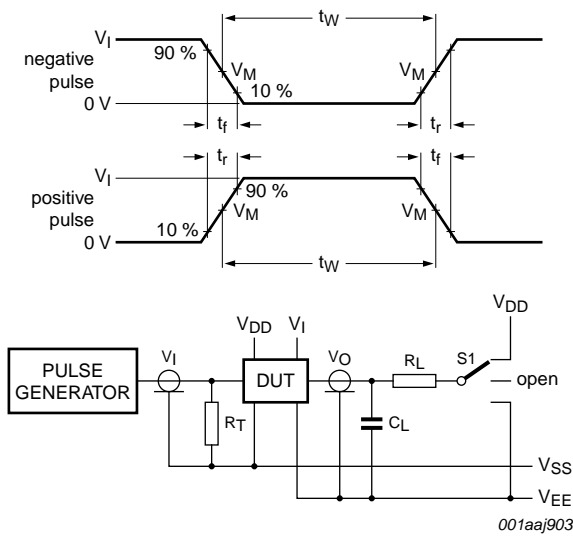 V_I
negative
pulse
0 V
90 %
V_M
10 %
t_f
t_W
V_M
t_r
V_I
positive
pulse
0 V
10 %
t_r
90 %
V_M
t_W
V_M
t_f
PULSE
GENERATOR
V_I
R_T
V_DD
V_I
DUT
V_O
C_L
R_L
S1
V_DD
open
V_SS
V_EE
001aaj903